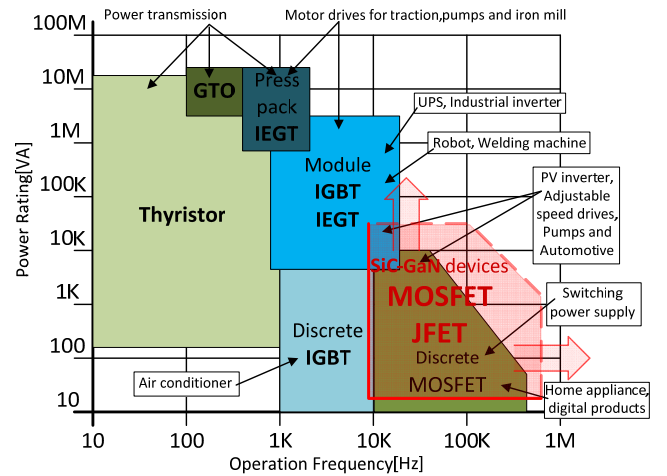 Power transmission
Motor drives for traction,pumps and iron mill
100M
10M
1M
100K
10K
1K
100
10
Power Rating[VA]
GTO
Press
pack
IEGT
UPS, Industrial inverter
Robot, Welding machine
Module
IGBT
IEGT
Thyristor
PV inverter,
Adjustable
speed drives,
Pumps and
Automotive
SiC-GaN devices
MOSFET
JFET
Discrete
MOSFET
Discrete
IGBT
Switching
power supply
Air conditioner
Home appliance,
digital products
10
100
1K
10K
100K
1M
Operation Frequency[Hz]